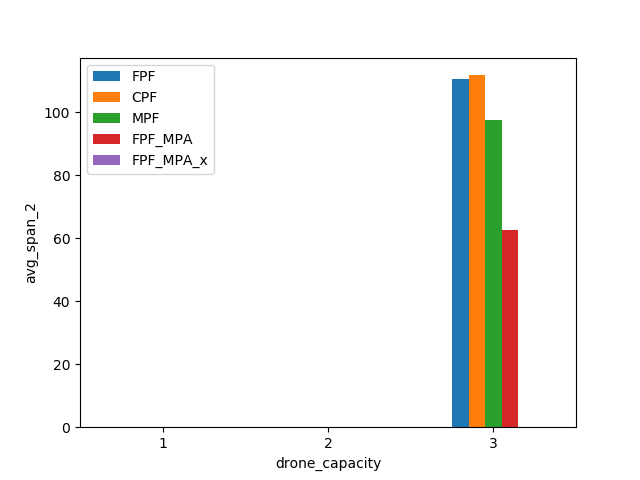 FPF
CPF
MPF
FPF_MPA
FPF_MPA_x
100
80
60
40
20
0
avg_span_2
1 2 3
drone_capacity